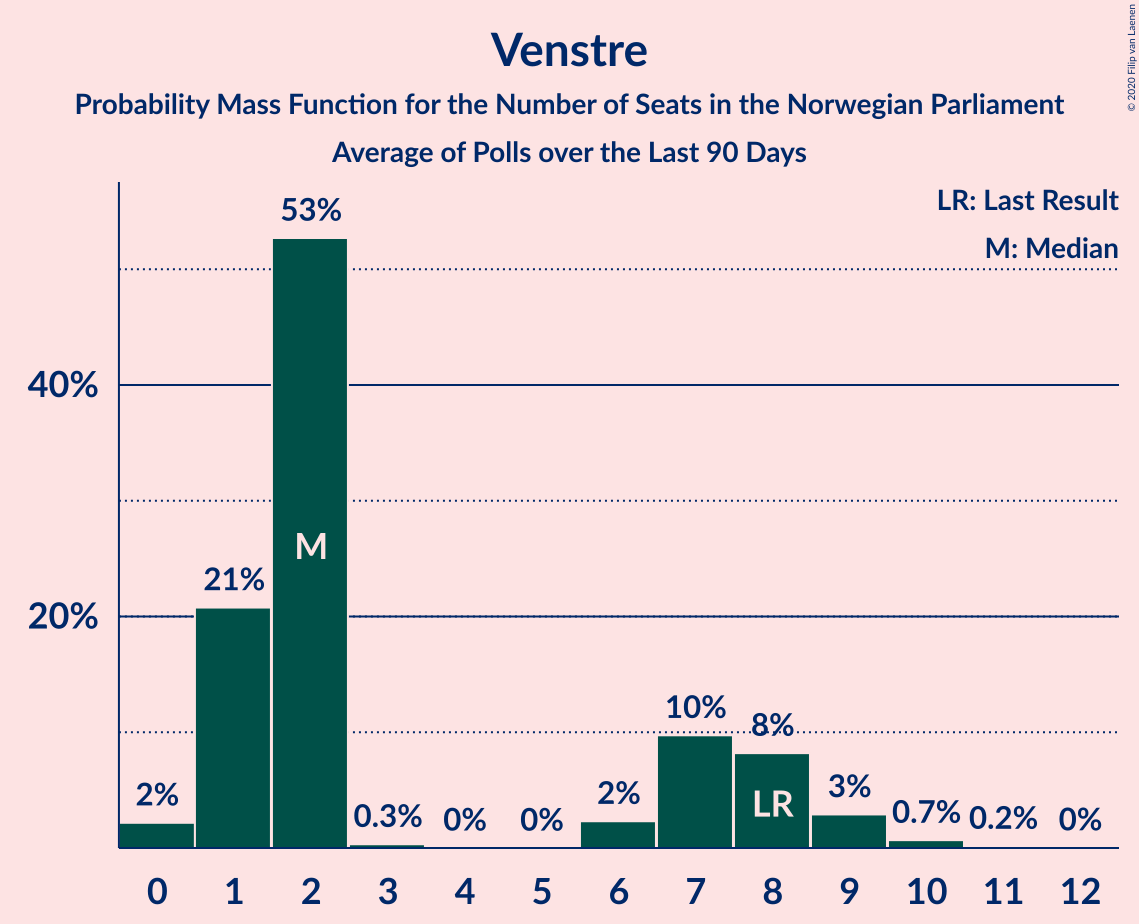 Venstre
Probability Mass Function for the Number of Seats in the Norwegian Parliament
Average of Polls over the Last 90 Days
© 2020 Filip van Laenen
LR: Last Result
M: Median
53%
40%
M
21%
20%
10%
8%
2%
2%
3%
LR
0.3%
0%
0%
0.7%
0.2%
0%
0 1 2 3 4 5 6 7 8 9 10 11 12